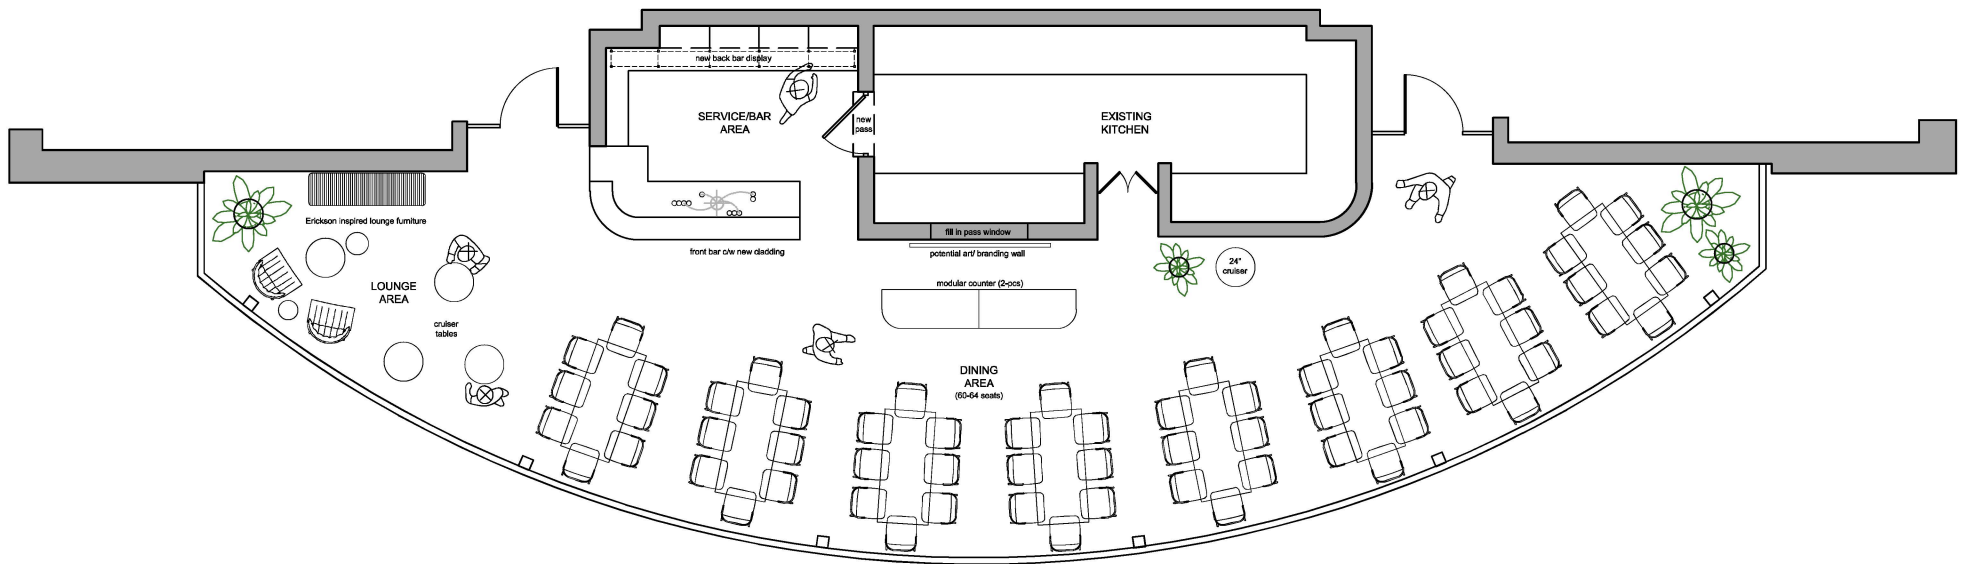 new back bar display
SERVICE/BAR
AREA
new
pass
EXISTING
KITCHEN
Erickson inspired lounge furniture
front bar c/w new cladding
fill in pass window
potential art/ branding wall
24"
cruiser
LOUNGE
AREA
modular counter (2-pcs)
cruiser
tables
DINING
AREA
(60-64 seats)